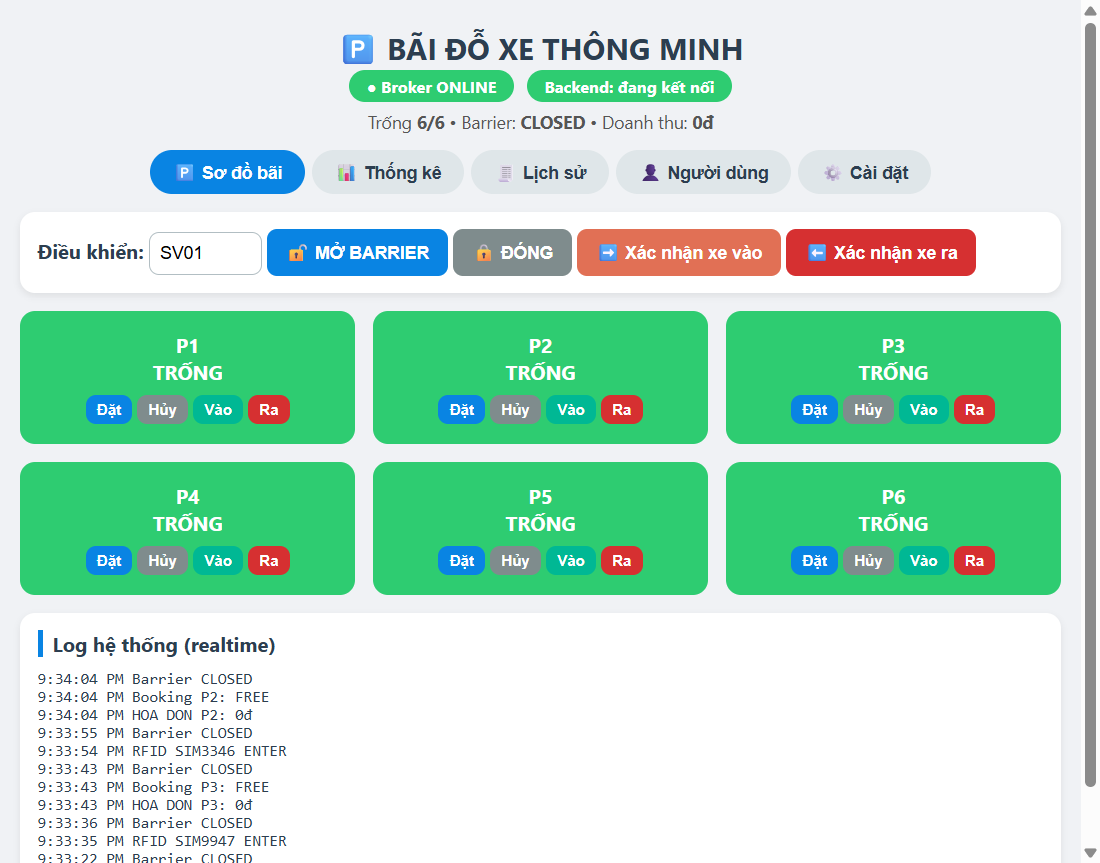 🅿 BÃI ĐỖ XE THÔNG MINH
● Broker ONLINE Backend: đang kết nối
Trống 6/6 • Barrier: CLOSED • Doanh thu: 0đ
🅿 Sơ đồ bãi 📊 Thống kê 📜 Lịch sử 👤 Người dùng ⚙️ Cài đặt
Điều khiển: SV01 🔓 MỞ BARRIER 🔒 ĐÓNG ➡️ Xác nhận xe vào ⬅️ Xác nhận xe ra
P1 P2 P3
TRỐNG TRỐNG TRỐNG
Đặt Hủy Vào Ra Đặt Hủy Vào Ra Đặt Hủy Vào Ra
P4 P5 P6
TRỐNG TRỐNG TRỐNG
Đặt Hủy Vào Ra Đặt Hủy Vào Ra Đặt Hủy Vào Ra
Log hệ thống (realtime)
9:34:04 PM Barrier CLOSED
9:34:04 PM Booking P2: FREE
9:34:04 PM HOA DON P2: 0đ
9:33:55 PM Barrier CLOSED
9:33:54 PM RFID SIM3346 ENTER
9:33:43 PM Barrier CLOSED
9:33:43 PM Booking P3: FREE
9:33:43 PM HOA DON P3: 0đ
9:33:36 PM Barrier CLOSED
9:33:35 PM RFID SIM9947 ENTER
9:33:22 PM Barrier CLOSED